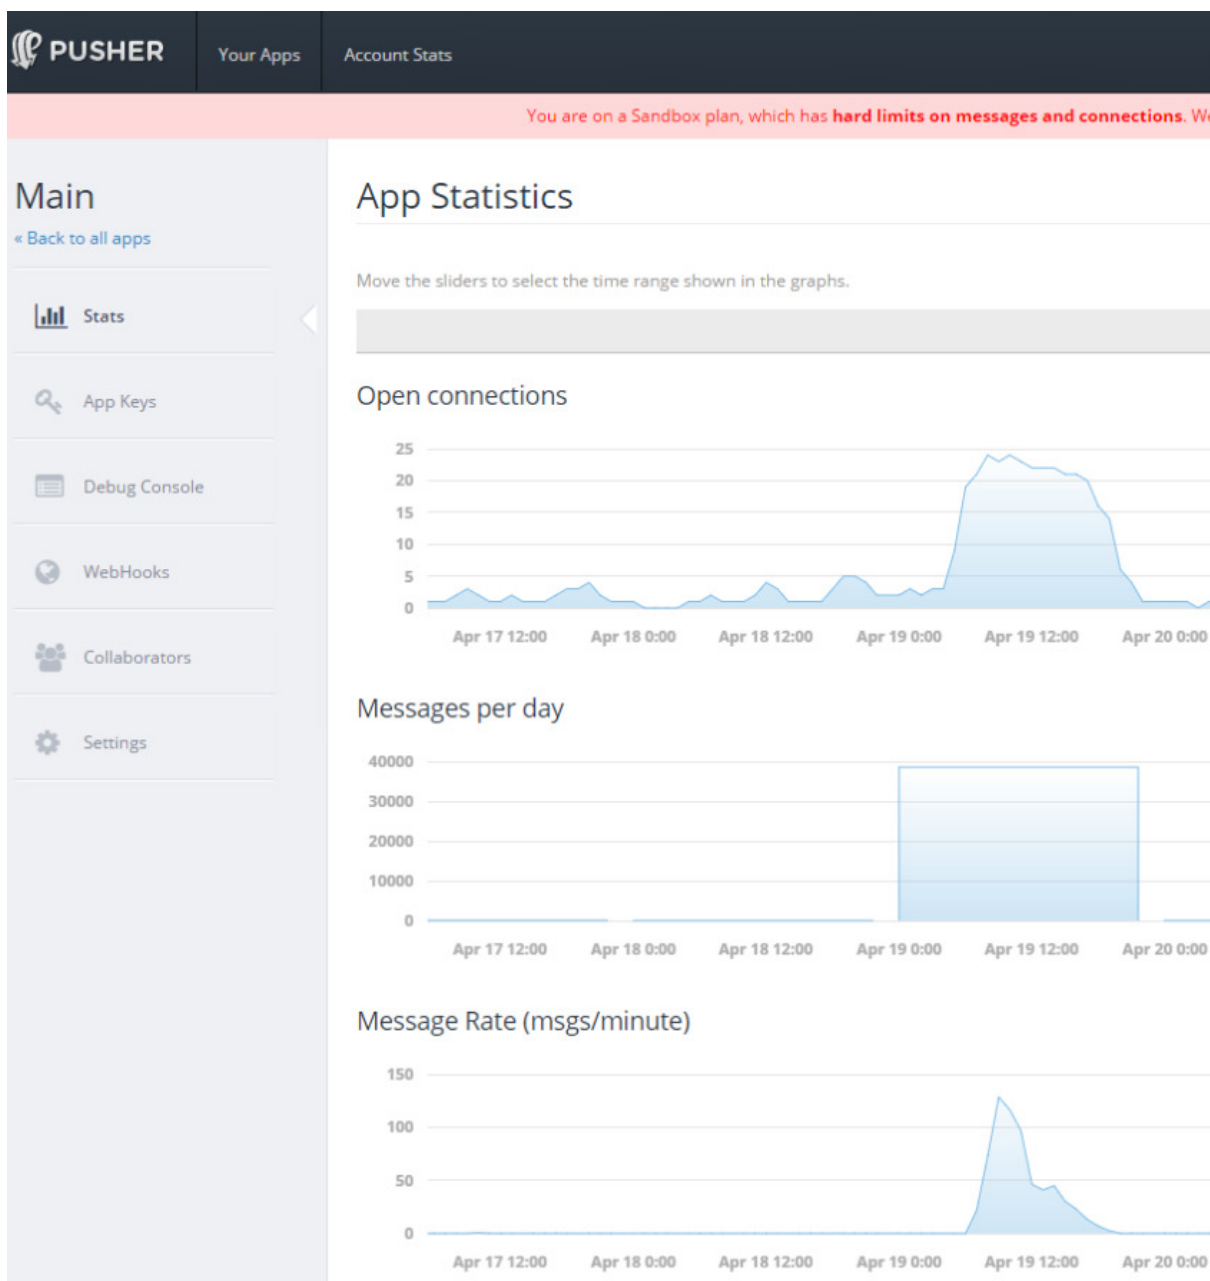 PUSHER Your Apps Account Stats
You are on a Sandbox plan, which has hard limits on messages and connections.
Main
« Back to all apps
Stats
App Keys
Debug Console
WebHooks
Collaborators
Settings
App Statistics
Move the sliders to select the time range shown in the graphs.
Open connections
25
20
15
10
5
0
Apr 17 12:00 Apr 18 0:00 Apr 18 12:00 Apr 19 0:00 Apr 19 12:00 Apr 20 0:00
Messages per day
40000
30000
20000
10000
0
Apr 17 12:00 Apr 18 0:00 Apr 18 12:00 Apr 19 0:00 Apr 19 12:00 Apr 20 0:00
Message Rate (msgs/minute)
150
100
50
0
Apr 17 12:00 Apr 18 0:00 Apr 18 12:00 Apr 19 0:00 Apr 19 12:00 Apr 20 0:00